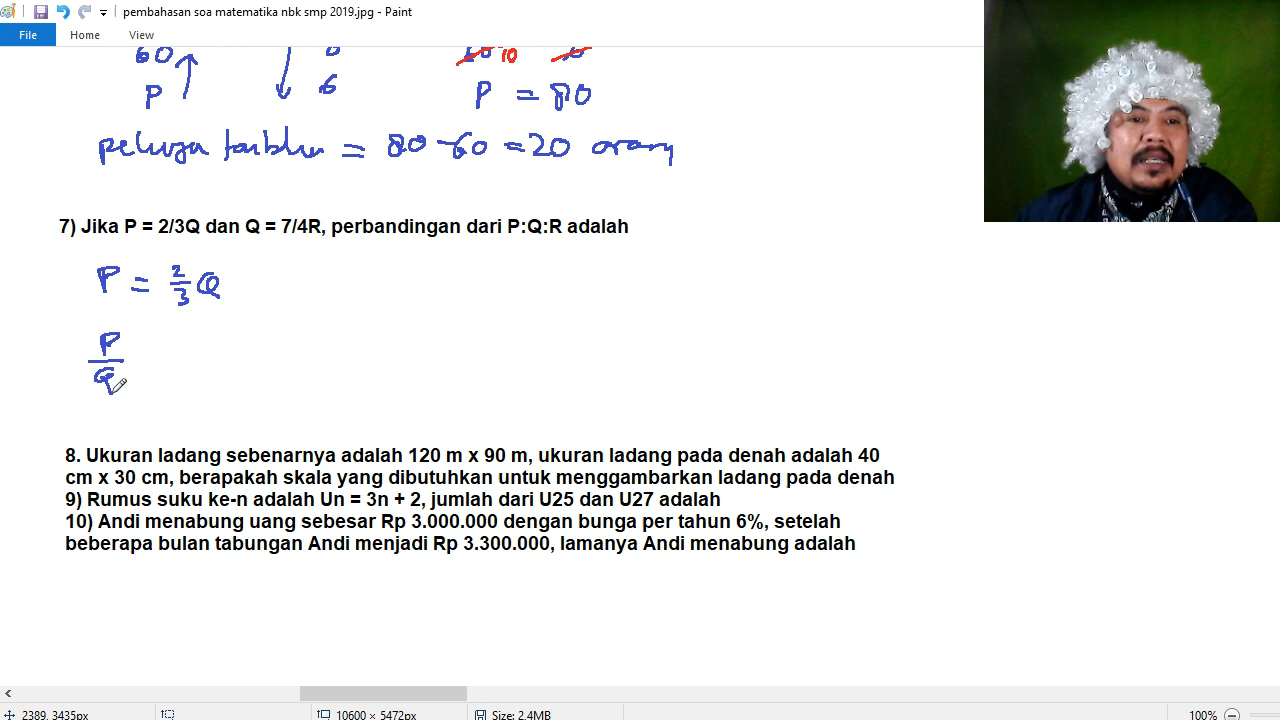 pembahasan soa matematika nbk smp 2019.jpg - Paint
File Home View
60 6
P 6 10 P = 80
= 80 - 60 = 20 orang
7) Jika P = 2/3Q dan Q = 7/4R, perbandingan dari P:Q:R adalah
P = 2/3 Q
P
Q
8. Ukuran ladang sebenarnya adalah 120 m x 90 m, ukuran ladang pada denah adalah 40
cm x 30 cm, berapakah skala yang dibutuhkan untuk menggambarkan ladang pada denah
9) Rumus suku ke-n adalah Un = 3n + 2, jumlah dari U25 dan U27 adalah
10) Andi menabung uang sebesar Rp 3.000.000 dengan bunga per tahun 6%, setelah
beberapa bulan tabungan Andi menjadi Rp 3.300.000, lamanya Andi menabung adalah
2389, 3435px 10600 × 5472px Size: 2.4MB 100%